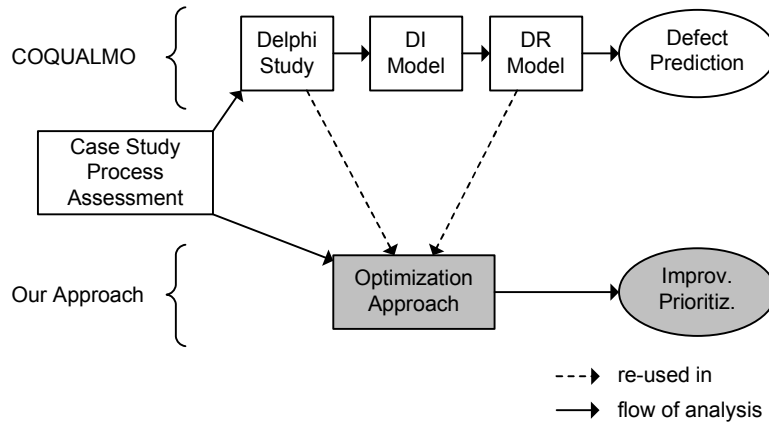 COQUALMO
Delphi
Study
DI
Model
DR
Model
Defect
Prediction
Case Study
Process
Assessment
Our Approach
Optimization
Approach
Improv.
Prioritiz.
re-used in
flow of analysis